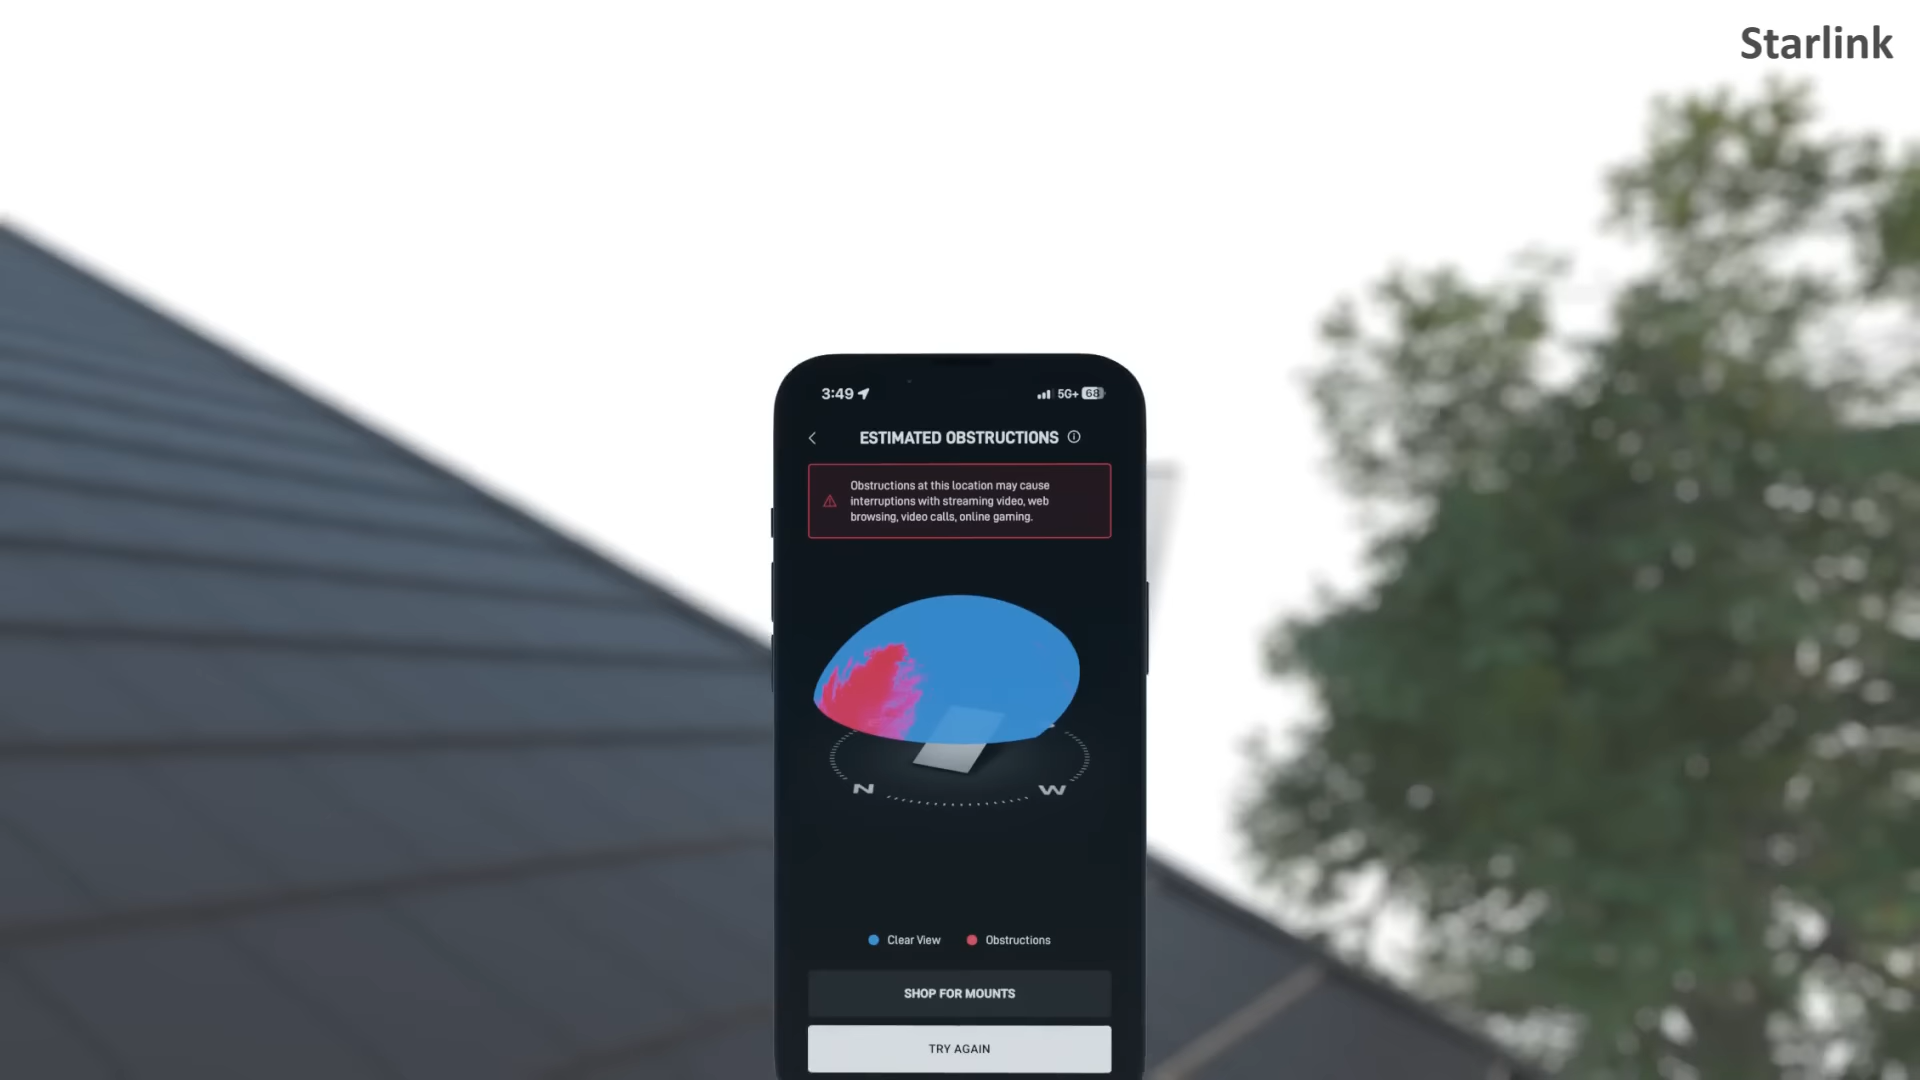 Starlink
3:49
5G+ 68
ESTIMATED OBSTRUCTIONS
Obstructions at this location may cause
interruptions with streaming video, web
browsing, video calls, online gaming.
N
W
Clear View
Obstructions
SHOP FOR MOUNTS
TRY AGAIN